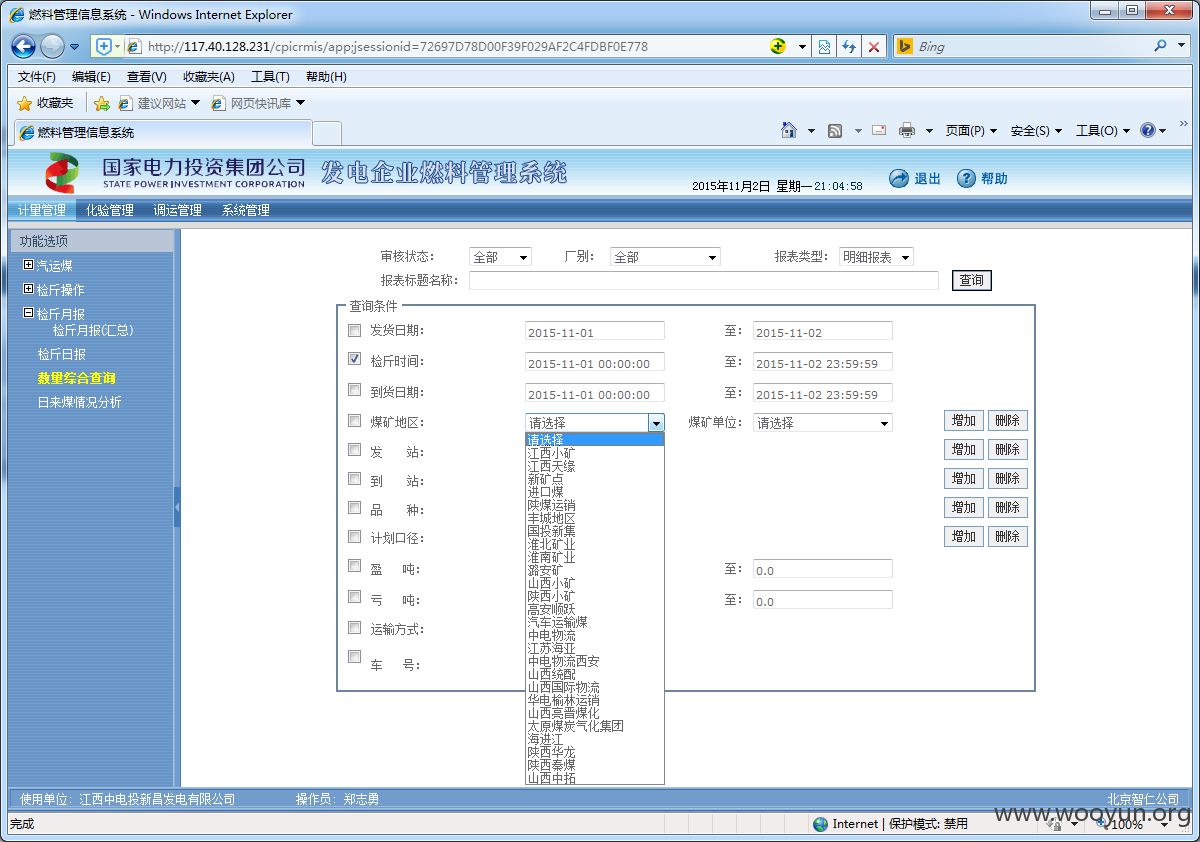 燃料管理信息系统 - Windows Internet Explorer
http://117.40.128.231/cpicrmis/app;jsessionid=72697D78D00F39F029AF2C4FDBF0E778
Bing
文件(F) 编辑(E) 查看(V) 收藏夹(A) 工具(T) 帮助(H)
收藏夹 建议网站 网页快讯库
燃料管理信息系统
页面(P) 安全(S) 工具(O)
国家电力投资集团公司
STATE POWER INVESTMENT CORPORATION
发电企业燃料管理系统
2015年11月2日 星期一 21:04:58
退出 帮助
计量管理 化验管理 调运管理 系统管理
功能选项
汽运煤
检斤操作
检斤月报
检斤月报(汇总)
检斤日报
数量综合查询
日来煤情况分析
审核状态: 全部 厂别: 全部 报表类型: 明细报表
报表标题名称: 查询
查询条件
发货日期: 2015-11-01 至: 2015-11-02
检斤时间: 2015-11-01 00:00:00 至: 2015-11-02 23:59:59
到货日期: 2015-11-01 00:00:00 至: 2015-11-02 23:59:59
煤矿地区: 请选择 煤矿单位: 请选择 增加 删除
发 站: 增加 删除
到 站: 增加 删除
品 种: 增加 删除
计划口径: 增加 删除
盈 吨: 至: 0.0
亏 吨: 至: 0.0
运输方式:
车 号:
请选择
江西小矿
江西天缘
新矿点
进口煤
陕煤运销
丰城地区
国投新集
淮北矿业
淮南矿业
潞安矿
山西小矿
陕西小矿
高安顺跃
汽车运输煤
中电物流
江苏海亚
中电物流西安
山西统配
山西国际物流
华电榆林运销
山西亮晋煤化
太原煤炭气化集团
海进江
陕西华龙
陕西秦煤
山西中拓
使用单位: 江西中电投新昌发电有限公司 操作员: 郑志勇 北京智仁公司
www.wooyun.org
完成 Internet | 保护模式: 禁用 100%